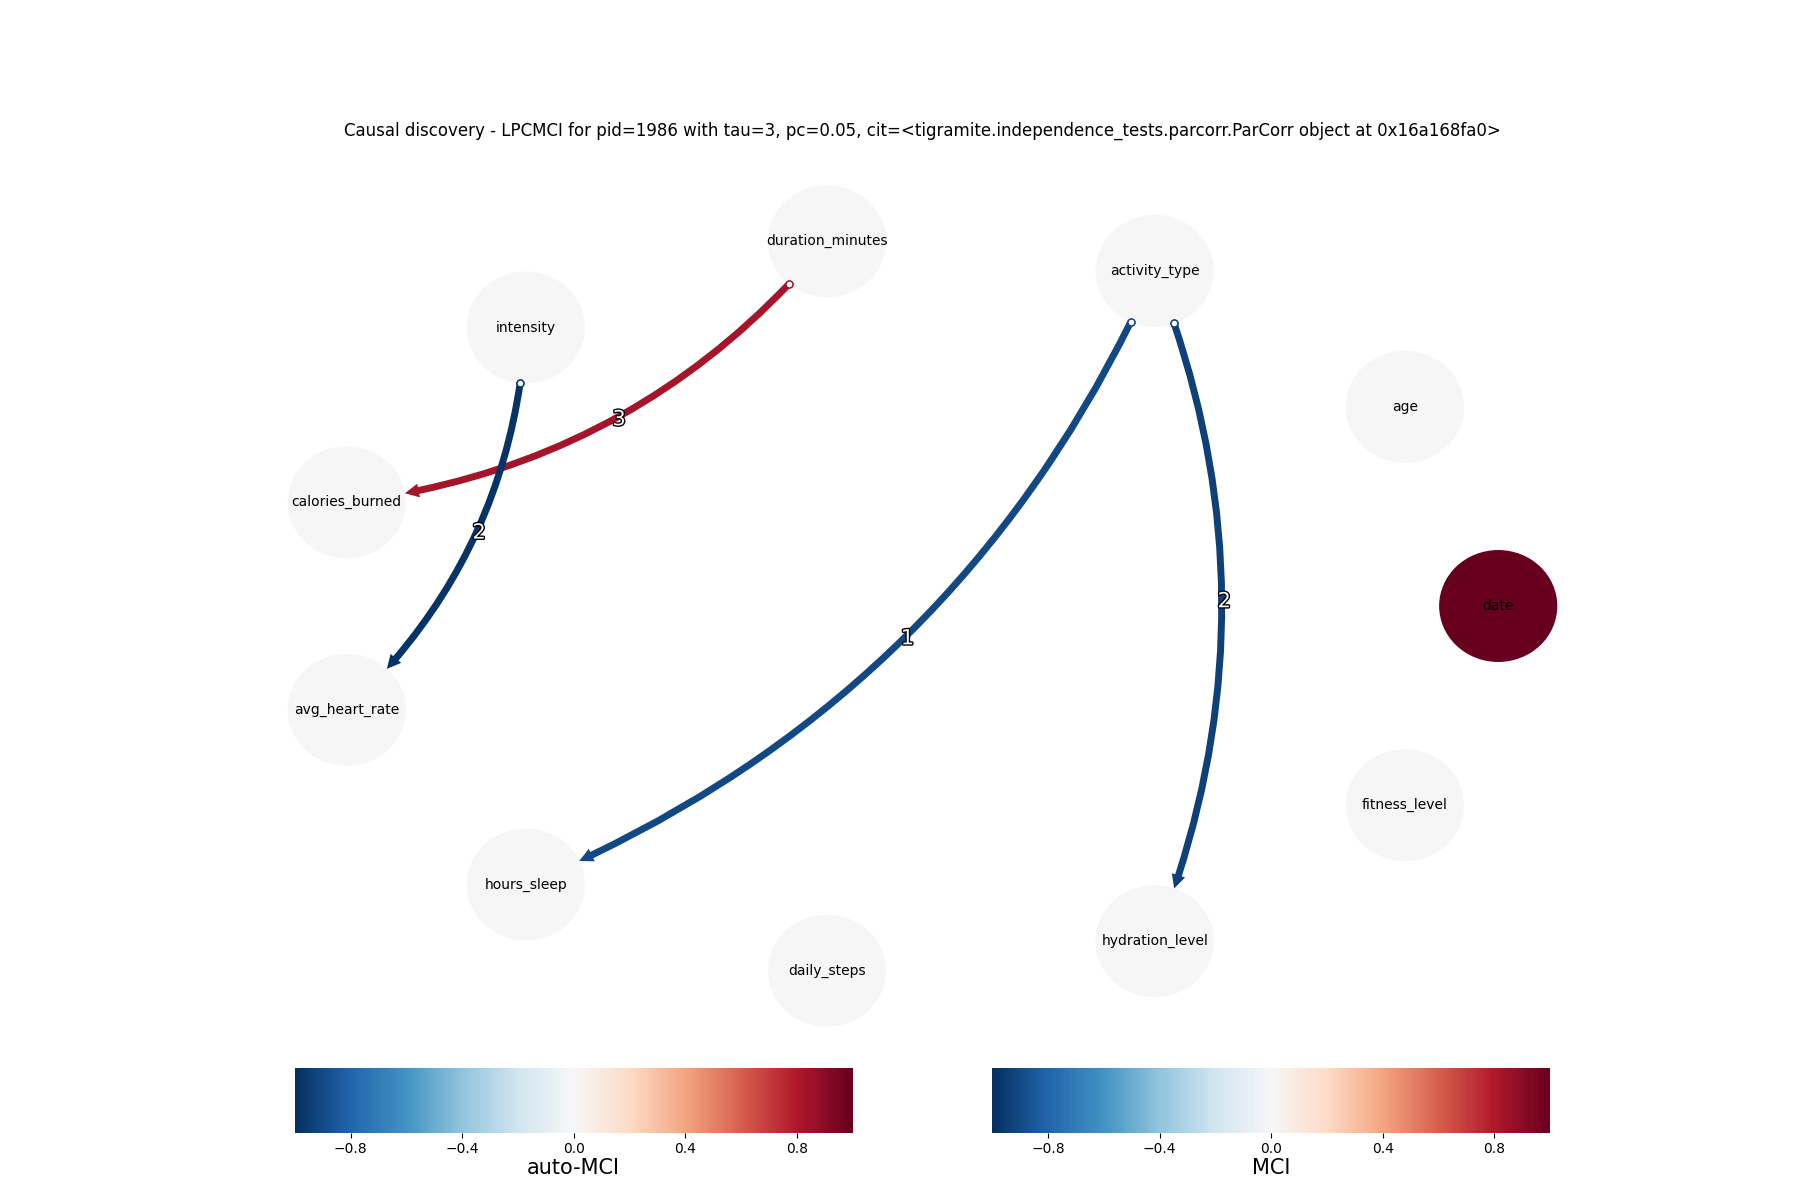 Causal discovery - LPCMCI for pid=1986 with tau=3, pc=0.05, cit=<tigramite.independence_tests.parcorr.ParCorr object at 0x16a168fa0>
duration_minutes
activity_type
intensity
age
3
calories_burned
2
date
2
1
avg_heart_rate
fitness_level
hours_sleep
hydration_level
daily_steps
−0.8 −0.4 0.0 0.4 0.8
auto-MCI
−0.8 −0.4 0.0 0.4 0.8
MCI